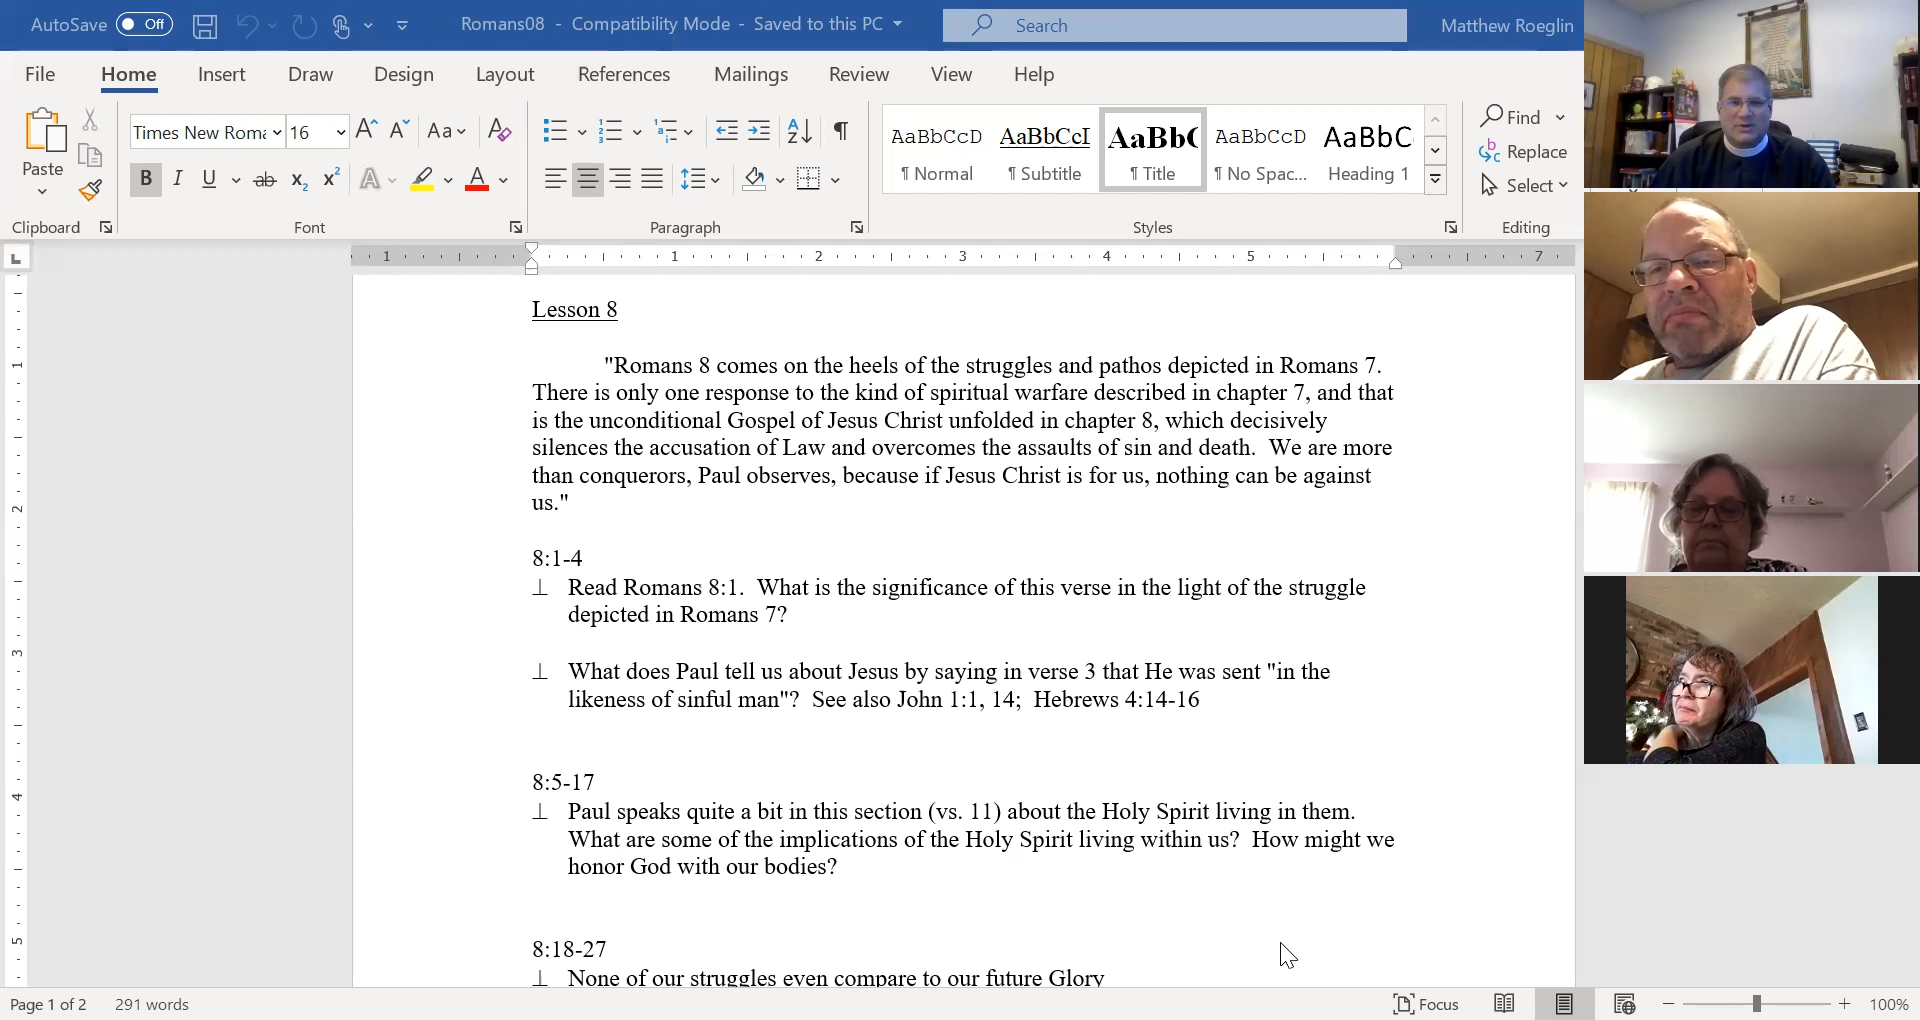 AutoSave Off Romans08 - Compatibility Mode - Saved to this PC Search Matthew Roeglin
File Home Insert Draw Design Layout References Mailings Review View Help
Times New Roma 16 Aa
AaBbCcD AaBbCcI AaBb( AaBbCcD AaBbC
Find
Replace
Select
Paste
B I U ab x2 x2 A A
¶ Normal ¶ Subtitle ¶ Title ¶ No Spac... Heading 1
Clipboard Font Paragraph Styles Editing
1 1 2 3 4 5 7
Lesson 8
"Romans 8 comes on the heels of the struggles and pathos depicted in Romans 7.
There is only one response to the kind of spiritual warfare described in chapter 7, and that
is the unconditional Gospel of Jesus Christ unfolded in chapter 8, which decisively
silences the accusation of Law and overcomes the assaults of sin and death. We are more
than conquerors, Paul observes, because if Jesus Christ is for us, nothing can be against
us."
8:1-4
⊥ Read Romans 8:1. What is the significance of this verse in the light of the struggle
depicted in Romans 7?
⊥ What does Paul tell us about Jesus by saying in verse 3 that He was sent "in the
likeness of sinful man"? See also John 1:1, 14; Hebrews 4:14-16
8:5-17
⊥ Paul speaks quite a bit in this section (vs. 11) about the Holy Spirit living in them.
What are some of the implications of the Holy Spirit living within us? How might we
honor God with our bodies?
8:18-27
⊥ None of our struggles even compare to our future Glory
Page 1 of 2 291 words Focus 100%